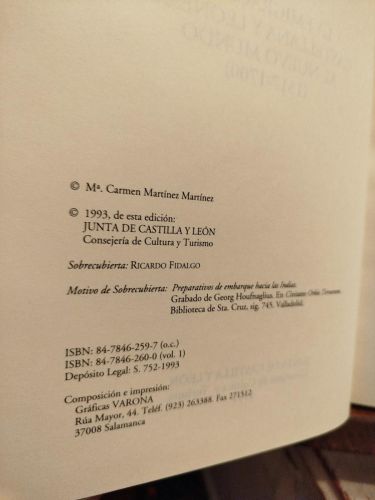 © Mª. Carmen Martínez Martínez
© 1993, de esta edición:
JUNTA DE CASTILLA Y LEÓN
Consejería de Cultura y Turismo
Sobrecubierta: RICARDO FIDALGO
Motivo de Sobrecubierta: Preparativos de embarque hacia las Indias.
Grabado de Georg Houfnaglius. En Civitates Orbis Terrarum.
Biblioteca de Sta. Cruz, sig. 745. Valladolid.
ISBN: 84-7846-259-7 (o.c.)
ISBN: 84-7846-260-0 (vol. 1)
Depósito Legal: S. 752-1993
Composición e impresión:
Gráficas VARONA
Rúa Mayor, 44. Teléf. (923) 263388. Fax 271512
37008 Salamanca